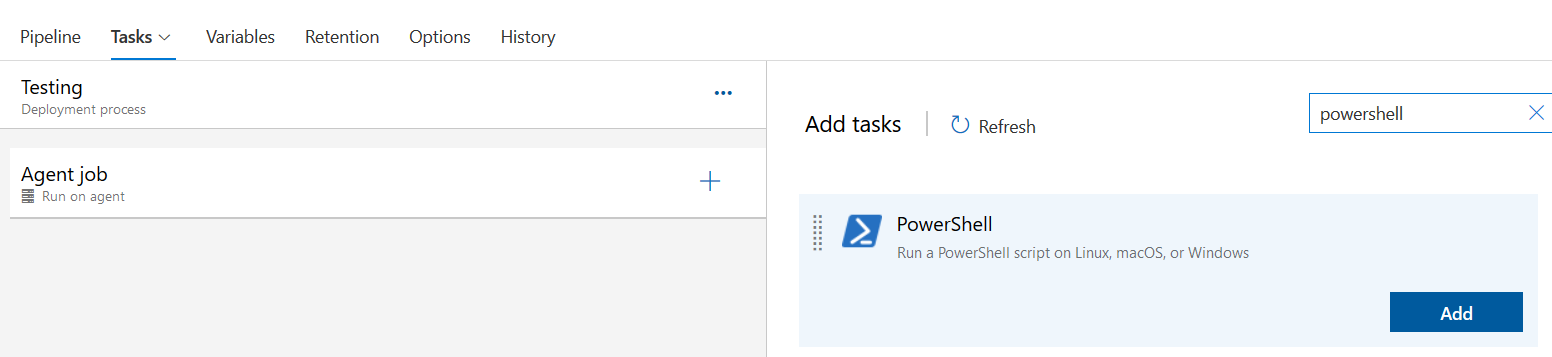 Pipeline Tasks Variables Retention Options History
Testing
Deployment process
Agent job
Run on agent
Add tasks
Refresh
powershell
PowerShell
Run a PowerShell script on Linux, macOS, or Windows
Add